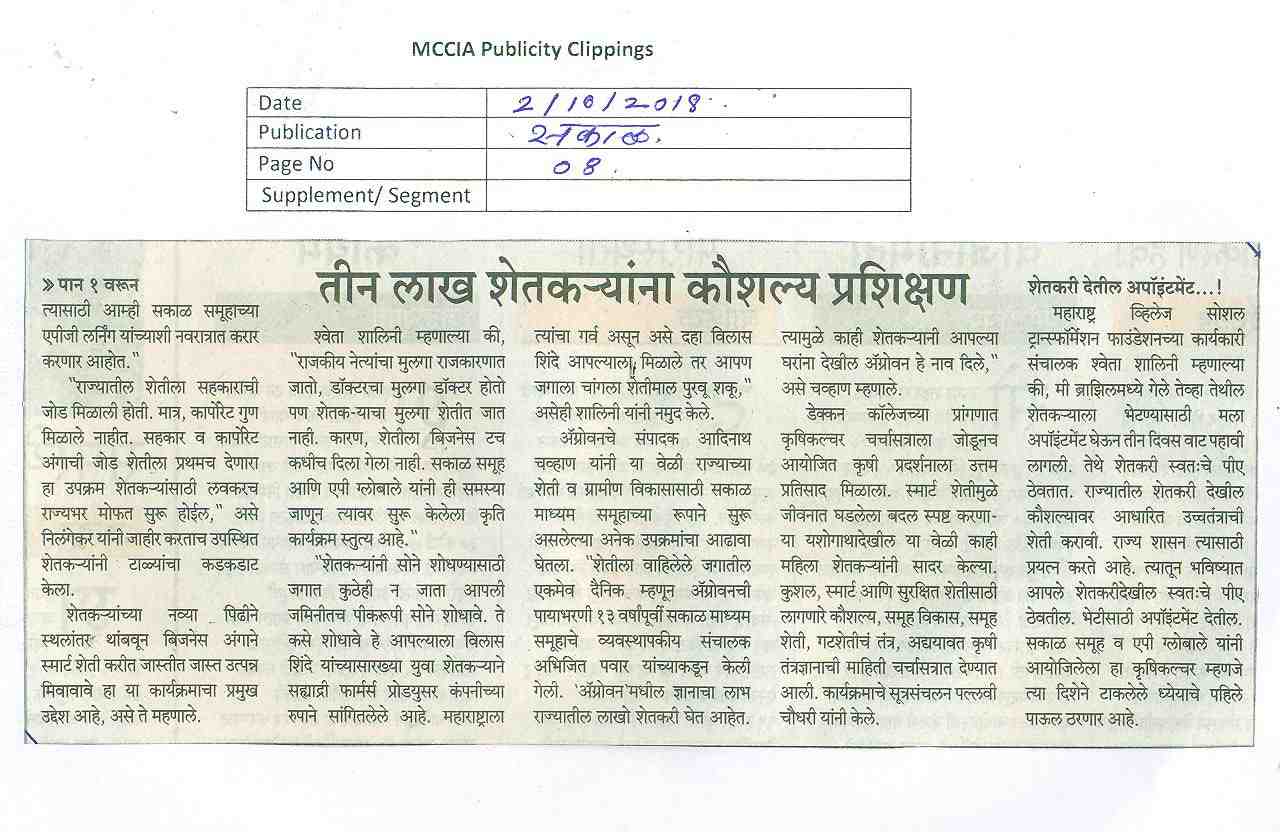 MCCIA Publicity Clippings
Date 2/10/2018
Publication सकाळ.
Page No 08.
Supplement/ Segment
तीन लाख शेतकऱ्यांना कौशल्य प्रशिक्षण
» पान १ वरून
त्यासाठी आम्ही सकाळ समूहाच्या
एपीजी लर्निंग यांच्याशी नवरात्रात करार
करणार आहोत."
"राज्यातील शेतीला सहकाराची
जोड मिळाली होती. मात्र, कार्पोरेट गुण
मिळाले नाहीत. सहकार व कार्पोरेट
अंगाची जोड शेतीला प्रथमच देणारा
हा उपक्रम शेतकऱ्यांसाठी लवकरच
राज्यभर मोफत सुरू होईल," असे
निलंगेकर यांनी जाहीर करताच उपस्थित
शेतकऱ्यांनी टाळ्यांचा कडकडाट
केला.
शेतकऱ्यांच्या नव्या पिढीने
स्थलांतर थांबवून बिजनेस अंगाने
स्मार्ट शेती करीत जास्तीत जास्त उत्पन्न
मिवावावे हा या कार्यक्रमाचा प्रमुख
उद्देश आहे, असे ते म्हणाले.
श्वेता शालिनी म्हणाल्या की,
"राजकीय नेत्यांचा मुलगा राजकारणात
जातो, डॉक्टरचा मुलगा डॉक्टर होतो
पण शेतक-याचा मुलगा शेतीत जात
नाही. कारण, शेतीला बिजनेस टच
कधीच दिला गेला नाही. सकाळ समूह
आणि एपी ग्लोबाले यांनी ही समस्या
जाणून त्यावर सुरू केलेला कृति
कार्यक्रम स्तुत्य आहे."
"शेतकऱ्यांनी सोने शोधण्यासाठी
जगात कुठेही न जाता आपली
जमिनीतच पीकरूपी सोने शोधावे. ते
कसे शोधावे हे आपल्याला विलास
शिंदे यांच्यासारख्या युवा शेतकऱ्याने
सह्याद्री फार्मर्स प्रोडयुसर कंपनीच्या
रुपाने सांगितलेले आहे. महाराष्ट्राला
त्यांचा गर्व असून असे दहा विलास
शिंदे आपल्याला मिळाले तर आपण
जगाला चांगला शेतीमाल पुरवू शकू,"
असेही शालिनी यांनी नमुद केले.
ॲग्रोवनचे संपादक आदिनाथ
चव्हाण यांनी या वेळी राज्याच्या
शेती व ग्रामीण विकासासाठी सकाळ
माध्यम समूहाच्या रूपाने सुरू
असलेल्या अनेक उपक्रमांचा आढावा
घेतला. "शेतीला वाहिलेले जगातील
एकमेव दैनिक म्हणून ॲग्रोवनची
पायाभरणी १३ वर्षांपूर्वी सकाळ माध्यम
समूहाचे व्यवस्थापकीय संचालक
अभिजित पवार यांच्याकडून केली
गेली. 'ॲग्रोवन'मधील ज्ञानाचा लाभ
राज्यातील लाखो शेतकरी घेत आहेत.
त्यामुळे काही शेतकऱ्यांनी आपल्या
घरांना देखील ॲग्रोवन हे नाव दिले,"
असे चव्हाण म्हणाले.
डेक्कन कॉलेजच्या प्रांगणात
कृषिकल्चर चर्चासत्राला जोडूनच
आयोजित कृषी प्रदर्शनाला उत्तम
प्रतिसाद मिळाला. स्मार्ट शेतीमुळे
जीवनात घडलेला बदल स्पष्ट करणा-
या यशोगाथादेखील या वेळी काही
महिला शेतकऱ्यांनी सादर केल्या.
कुशल, स्मार्ट आणि सुरक्षित शेतीसाठी
लागणारे कौशल्य, समूह विकास, समूह
शेती, गटशेतीचं तंत्र, अद्ययावत कृषी
तंत्रज्ञानाची माहिती चर्चासत्रात देण्यात
आली. कार्यक्रमाचे सूत्रसंचलन पल्लवी
चौधरी यांनी केले.
शेतकरी देतील अपॉइंटमेंट...!
महाराष्ट्र व्हिलेज सोशल
ट्रान्स्फॉर्मेशन फाउंडेशनच्या कार्यकारी
संचालक श्वेता शालिनी म्हणाल्या
की, मी ब्राझिलमध्ये गेले तेव्हा तेथील
शेतकऱ्याला भेटण्यासाठी मला
अपॉइंटमेंट घेऊन तीन दिवस वाट पहावी
लागली. तेथे शेतकरी स्वतःचे पीए
ठेवतात. राज्यातील शेतकरी देखील
कौशल्यावर आधारित उच्चतंत्राची
शेती करावी. राज्य शासन त्यासाठी
प्रयत्न करते आहे. त्यातून भविष्यात
आपले शेतकरीदेखील स्वतःचे पीए
ठेवतील. भेटीसाठी अपॉइंटमेंट देतील.
सकाळ समूह व एपी ग्लोबाले यांनी
आयोजिलेला हा कृषिकल्चर म्हणजे
त्या दिशेने टाकलेले ध्येयाचे पहिले
पाऊल ठरणार आहे.